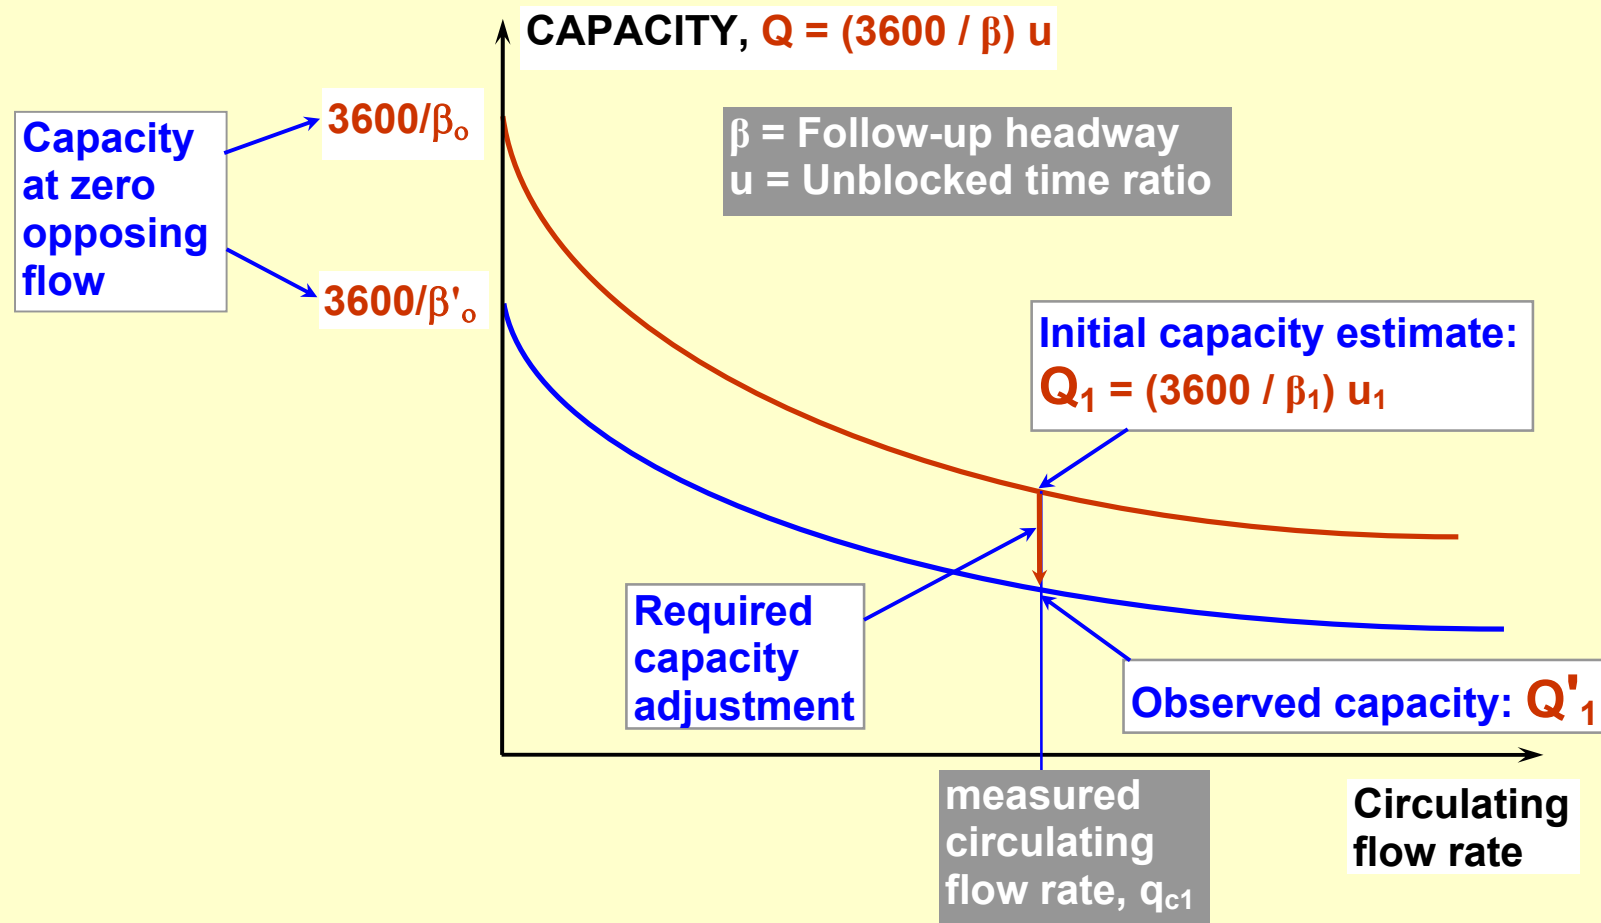 CAPACITY, Q = (3600 / β) u
Capacity
at zero
opposing
flow
3600/βₒ
3600/β'ₒ
β = Follow-up headway
u = Unblocked time ratio
Initial capacity estimate:
Q₁ = (3600 / β₁) u₁
Required
capacity
adjustment
Observed capacity: Q'₁
measured
circulating
flow rate, q_c1
Circulating
flow rate